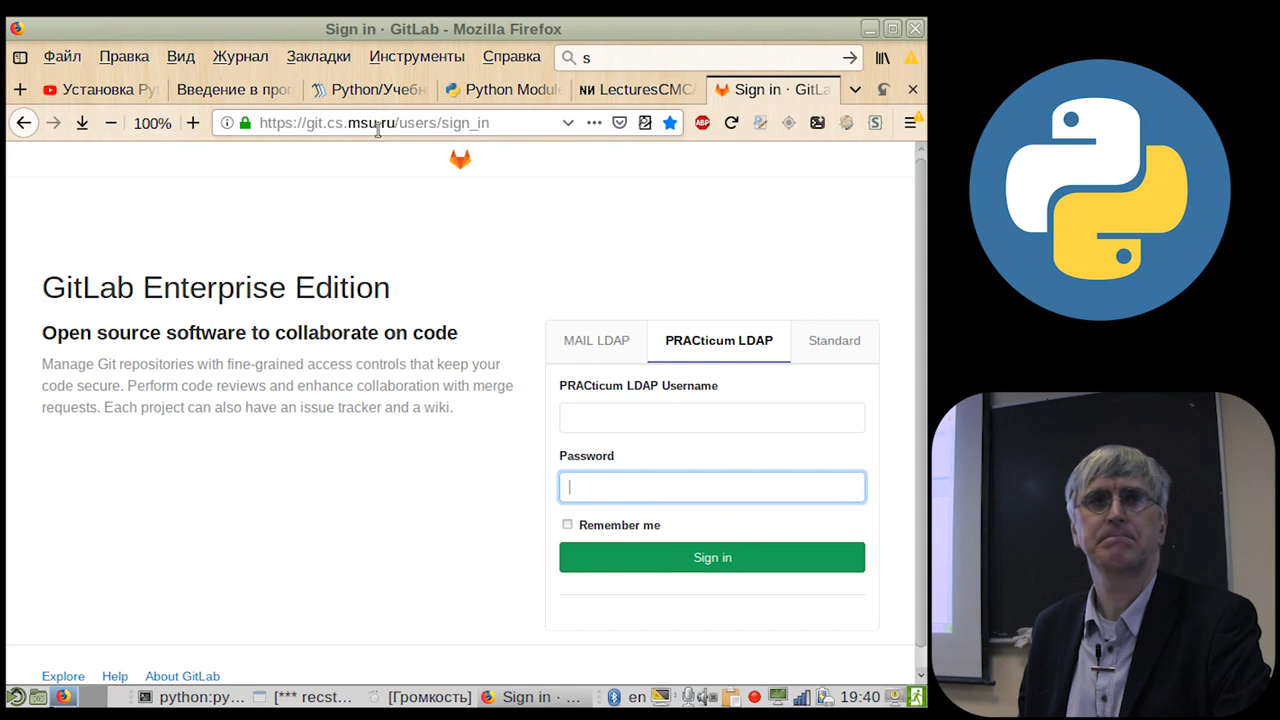 Sign in · GitLab - Mozilla Firefox
Файл Правка Вид Журнал Закладки Инструменты Справка s
Установка Py Введение в прог Python/Учебн Python Module LecturesCMC/ Sign in · GitLa
100% https://git.cs.msu.ru/users/sign_in ABP
GitLab Enterprise Edition
Open source software to collaborate on code
Manage Git repositories with fine-grained access controls that keep your
code secure. Perform code reviews and enhance collaboration with merge
requests. Each project can also have an issue tracker and a wiki.
MAIL LDAP PRACticum LDAP Standard
PRACticum LDAP Username
Password
Remember me
Sign in
Explore Help About GitLab
python:py... [*** recst... [Громкость] Sign in · ... en 19:40